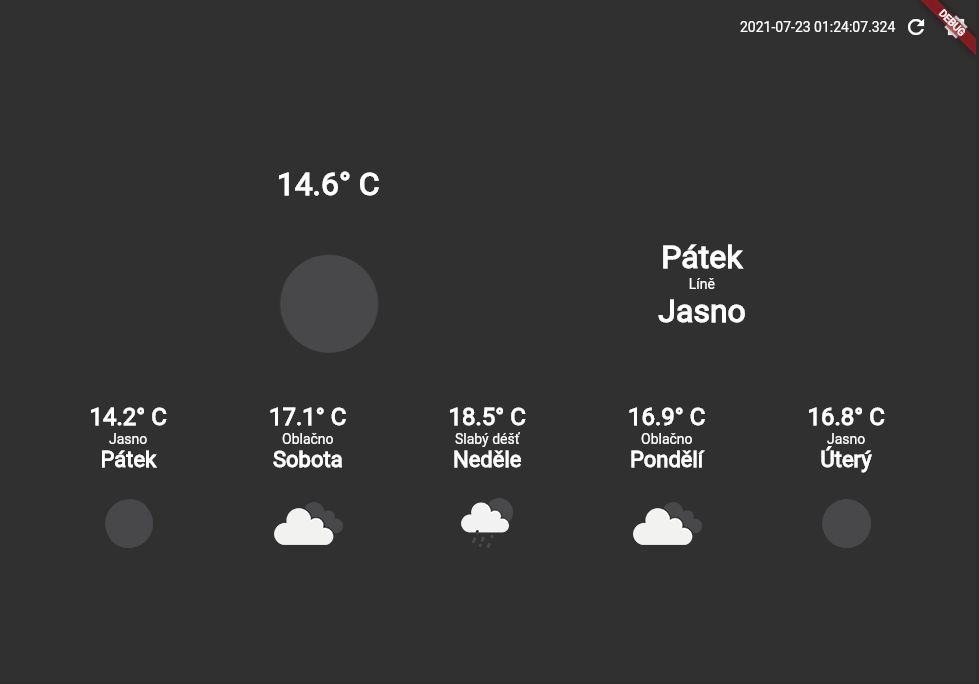 2021-07-23 01:24:07.324
DEBUG
14.6° C
Pátek
Líně
Jasno
14.2° C
Jasno
Pátek
17.1° C
Oblačno
Sobota
18.5° C
Slabý déšť
Neděle
16.9° C
Oblačno
Pondělí
16.8° C
Jasno
Úterý